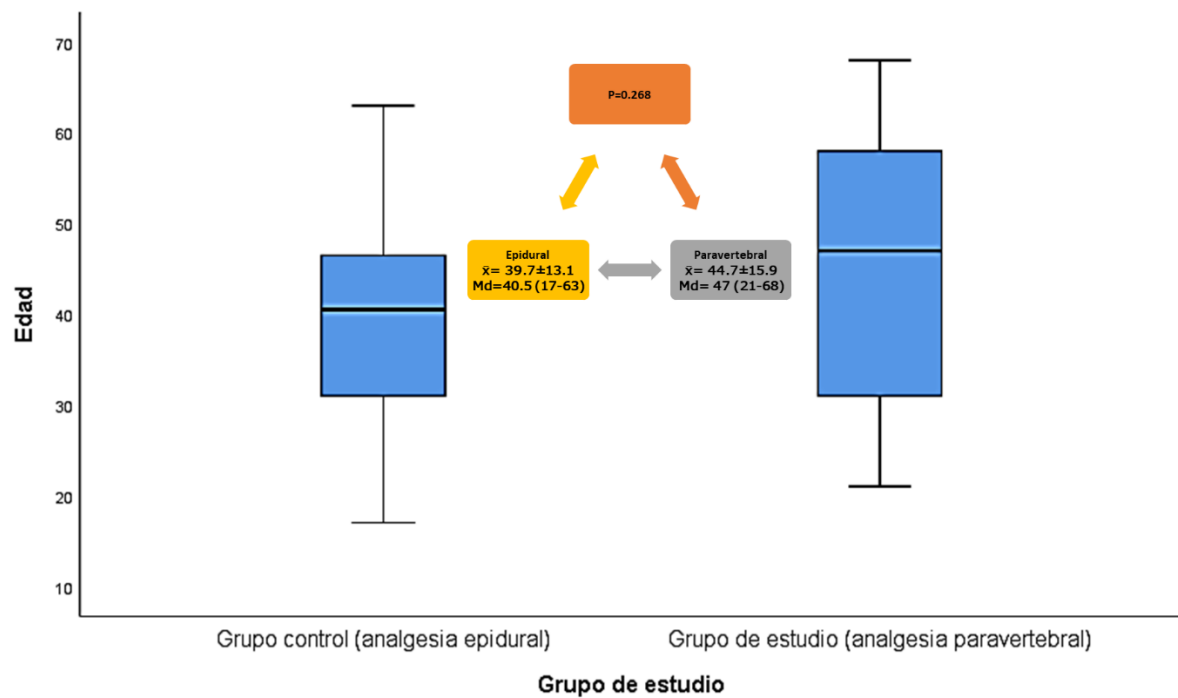 70
60
50
40
30
20
10
Edad
P=0.268
Epidural
x̄= 39.7±13.1
Md=40.5 (17-63)
Paravertebral
x̄= 44.7±15.9
Md= 47 (21-68)
Grupo control (analgesia epidural)
Grupo de estudio (analgesia paravertebral)
Grupo de estudio